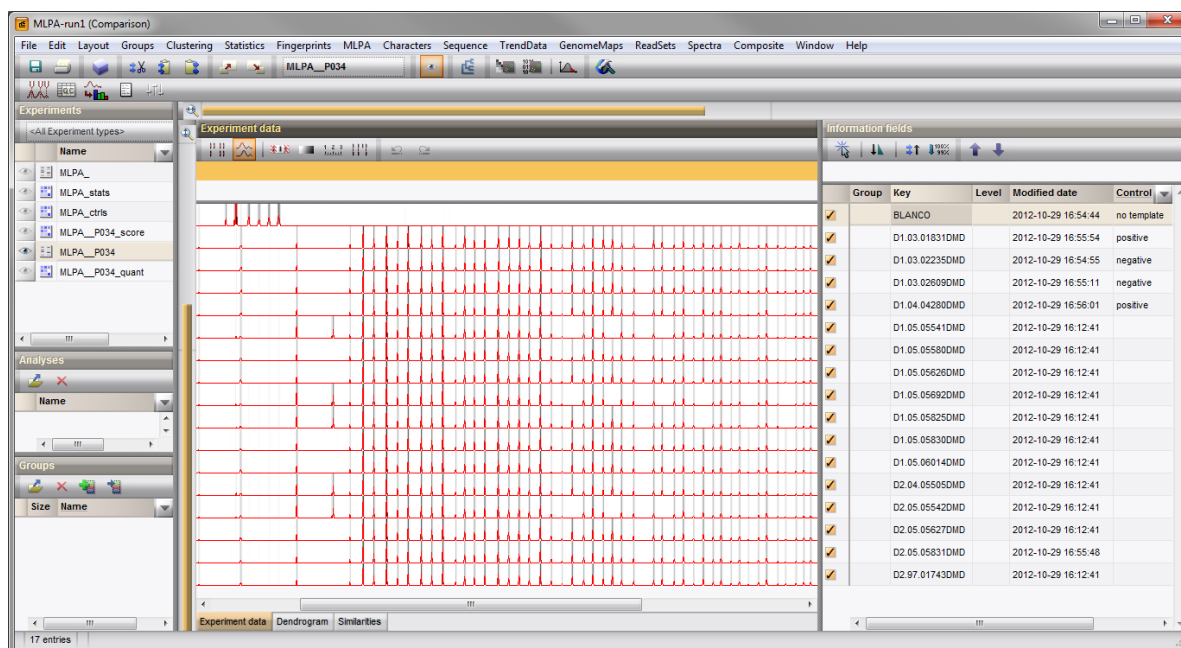 MLPA-run1 (Comparison)
File Edit Layout Groups Clustering Statistics Fingerprints MLPA Characters Sequence TrendData GenomeMaps ReadSets Spectra Composite Window Help
MLPA__P034
Experiments
<All Experiment types>
Name
MLPA_
MLPA_stats
MLPA_ctrls
MLPA__P034_score
MLPA__P034
MLPA__P034_quant
Analyses
Name
Groups
Size Name
Experiment data
Experiment data Dendrogram Similarities
Information fields
Group Key Level Modified date Control
BLANCO 2012-10-29 16:54:44 no template
D1.03.01831DMD 2012-10-29 16:55:54 positive
D1.03.02235DMD 2012-10-29 16:54:55 negative
D1.03.02609DMD 2012-10-29 16:55:11 negative
D1.04.04280DMD 2012-10-29 16:56:01 positive
D1.05.05541DMD 2012-10-29 16:12:41
D1.05.05580DMD 2012-10-29 16:12:41
D1.05.05626DMD 2012-10-29 16:12:41
D1.05.05692DMD 2012-10-29 16:12:41
D1.05.05825DMD 2012-10-29 16:12:41
D1.05.05830DMD 2012-10-29 16:12:41
D1.05.06014DMD 2012-10-29 16:12:41
D2.04.05505DMD 2012-10-29 16:12:41
D2.05.05542DMD 2012-10-29 16:12:41
D2.05.05627DMD 2012-10-29 16:12:41
D2.05.05831DMD 2012-10-29 16:55:48
D2.97.01743DMD 2012-10-29 16:12:41
17 entries